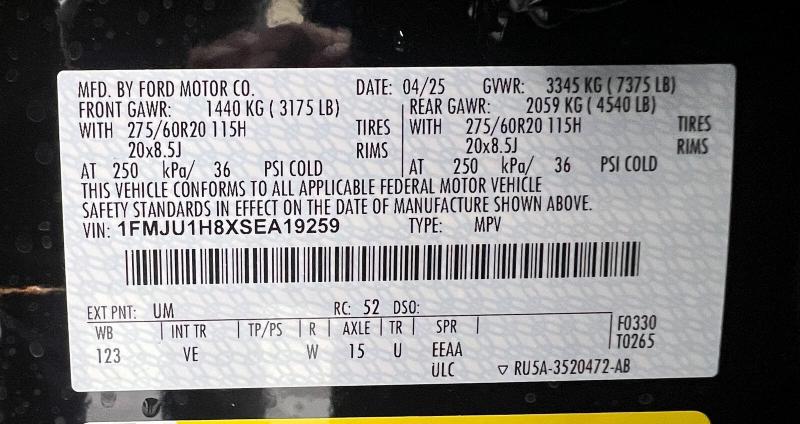 MFD. BY FORD MOTOR CO. DATE: 04/25 GVWR: 3345 KG ( 7375 LB)
FRONT GAWR: 1440 KG ( 3175 LB) REAR GAWR: 2059 KG ( 4540 LB)
WITH 275/60R20 115H TIRES WITH 275/60R20 115H TIRES
20x8.5J RIMS 20x8.5J RIMS
AT 250 kPa/ 36 PSI COLD AT 250 kPa/ 36 PSI COLD
THIS VEHICLE CONFORMS TO ALL APPLICABLE FEDERAL MOTOR VEHICLE
SAFETY STANDARDS IN EFFECT ON THE DATE OF MANUFACTURE SHOWN ABOVE.
VIN: 1FMJU1H8XSEA19259 TYPE: MPV
EXT PNT: UM RC: 52 DSO:
WB INT TR TP/PS R AXLE TR SPR F0330
123 VE W 15 U EEAA T0265
ULC ▽ RU5A-3520472-AB